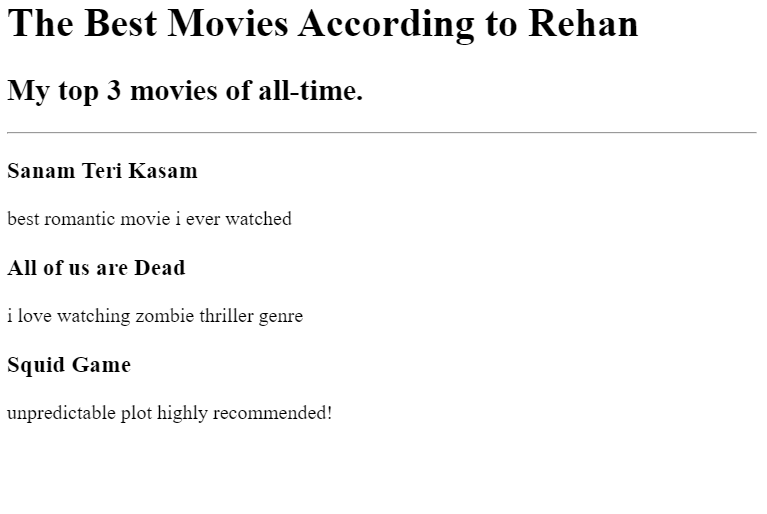 The Best Movies According to Rehan
My top 3 movies of all-time.
Sanam Teri Kasam
best romantic movie i ever watched
All of us are Dead
i love watching zombie thriller genre
Squid Game
unpredictable plot highly recommended!